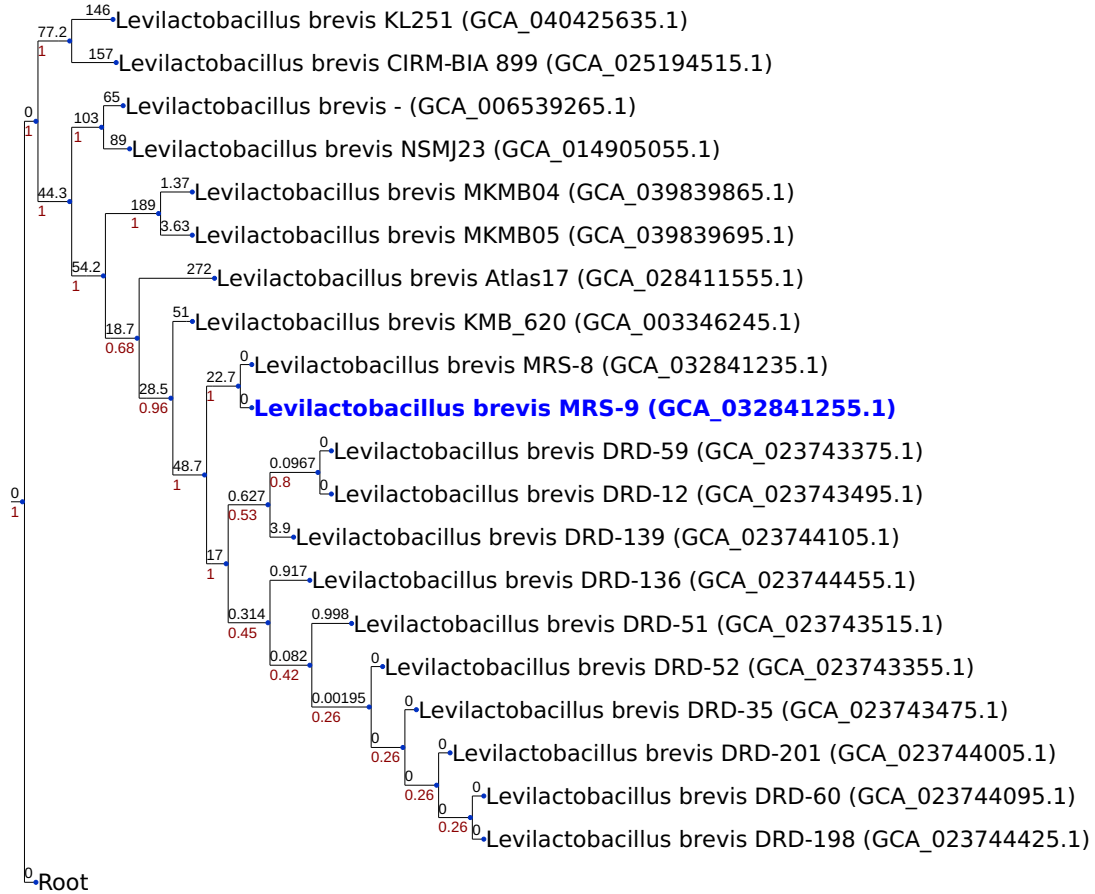 146
Levilactobacillus brevis KL251 (GCA_040425635.1)
77.2
1
157
Levilactobacillus brevis CIRM-BIA 899 (GCA_025194515.1)
65
Levilactobacillus brevis - (GCA_006539265.1)
0
1
103
1
89
Levilactobacillus brevis NSMJ23 (GCA_014905055.1)
1.37
Levilactobacillus brevis MKMB04 (GCA_039839865.1)
44.3
1
189
1
3.63
Levilactobacillus brevis MKMB05 (GCA_039839695.1)
54.2
1
272
Levilactobacillus brevis Atlas17 (GCA_028411555.1)
51
Levilactobacillus brevis KMB_620 (GCA_003346245.1)
18.7
0.68
0
Levilactobacillus brevis MRS-8 (GCA_032841235.1)
22.7
1
28.5
0.96
0
Levilactobacillus brevis MRS-9 (GCA_032841255.1)
0
Levilactobacillus brevis DRD-59 (GCA_023743375.1)
48.7
1
0.0967
0.8
0
Levilactobacillus brevis DRD-12 (GCA_023743495.1)
0
1
0.627
0.53
3.9
Levilactobacillus brevis DRD-139 (GCA_023744105.1)
17
1
0.917
Levilactobacillus brevis DRD-136 (GCA_023744455.1)
0.314
0.45
0.998
Levilactobacillus brevis DRD-51 (GCA_023743515.1)
0.082
0.42
0
Levilactobacillus brevis DRD-52 (GCA_023743355.1)
0.00195
0.26
0
Levilactobacillus brevis DRD-35 (GCA_023743475.1)
0
0.26
0
Levilactobacillus brevis DRD-201 (GCA_023744005.1)
0
0.26
0
Levilactobacillus brevis DRD-60 (GCA_023744095.1)
0
0.26
0
Levilactobacillus brevis DRD-198 (GCA_023744425.1)
0
Root